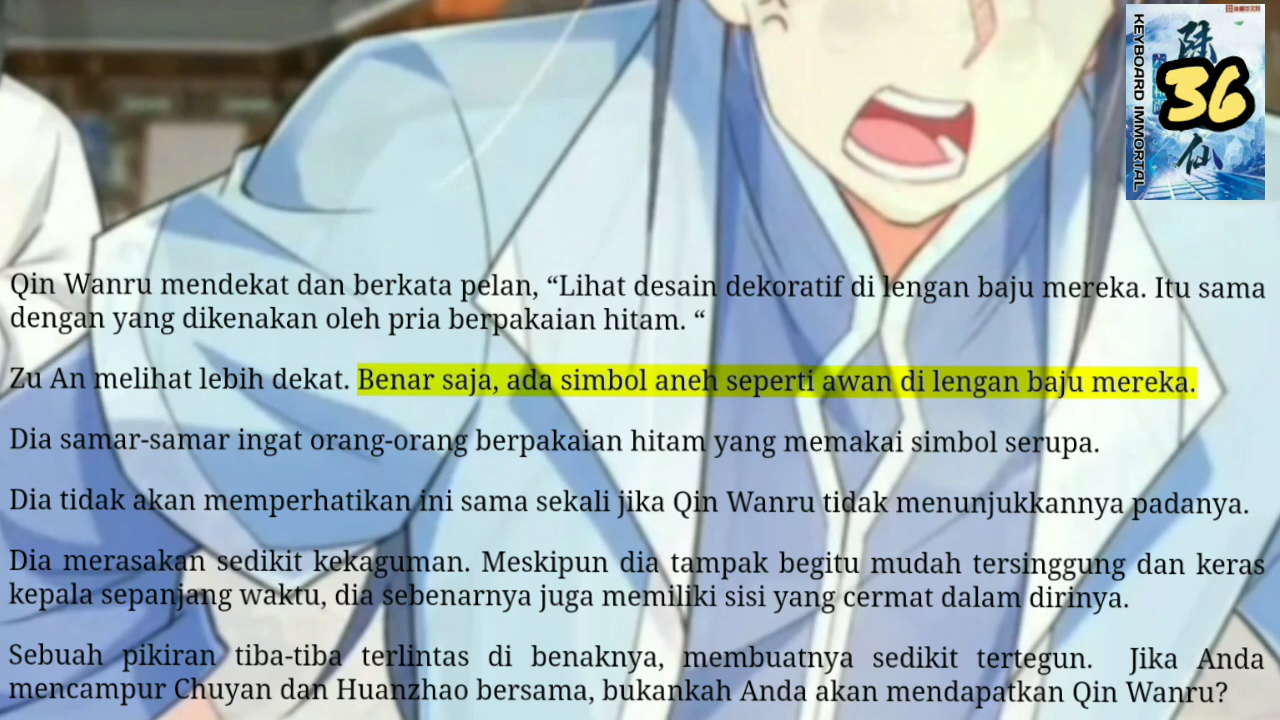 KEYBOARD IMMORTAL
陆
36
仙
Qin Wanru mendekat dan berkata pelan, “Lihat desain dekoratif di lengan baju mereka. Itu sama
dengan yang dikenakan oleh pria berpakaian hitam. “
Zu An melihat lebih dekat. Benar saja, ada simbol aneh seperti awan di lengan baju mereka.
Dia samar-samar ingat orang-orang berpakaian hitam yang memakai simbol serupa.
Dia tidak akan memperhatikan ini sama sekali jika Qin Wanru tidak menunjukkannya padanya.
Dia merasakan sedikit kekaguman. Meskipun dia tampak begitu mudah tersinggung dan keras
kepala sepanjang waktu, dia sebenarnya juga memiliki sisi yang cermat dalam dirinya.
Sebuah pikiran tiba-tiba terlintas di benaknya, membuatnya sedikit tertegun. Jika Anda
mencampur Chuyan dan Huanzhao bersama, bukankah Anda akan mendapatkan Qin Wanru?